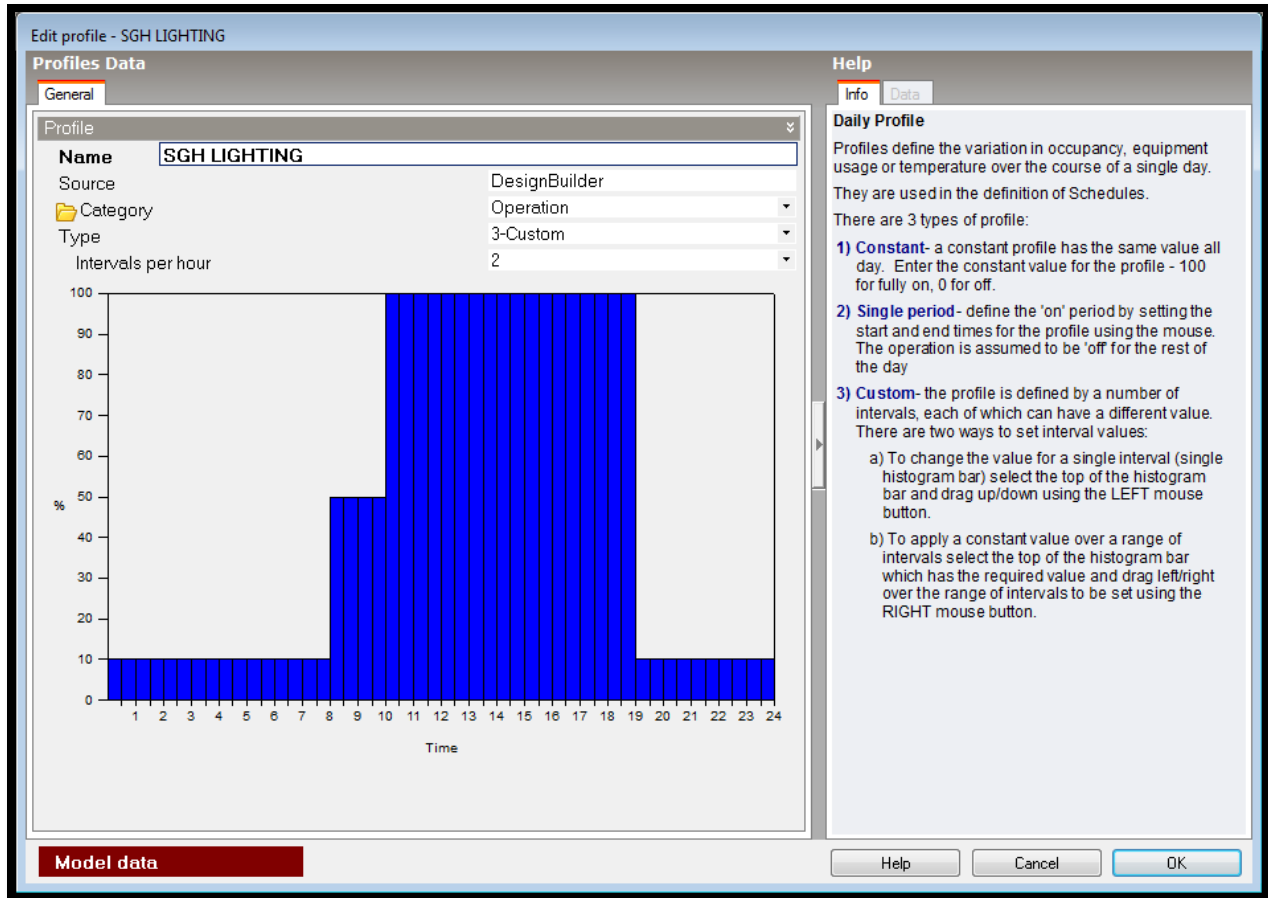 Edit profile - SGH LIGHTING
Profiles Data
General
Profile
Name SGH LIGHTING
Source DesignBuilder
Category Operation
Type 3-Custom
Intervals per hour 2
100
90
80
70
60
50
%
40
30
20
10
0
1 2 3 4 5 6 7 8 9 10 11 12 13 14 15 16 17 18 19 20 21 22 23 24
Time
Model data
Help
Info Data
Daily Profile
Profiles define the variation in occupancy, equipment
usage or temperature over the course of a single day.
They are used in the definition of Schedules.
There are 3 types of profile:
1) Constant- a constant profile has the same value all
day. Enter the constant value for the profile - 100
for fully on, 0 for off.
2) Single period- define the 'on' period by setting the
start and end times for the profile using the mouse.
The operation is assumed to be 'off' for the rest of
the day
3) Custom- the profile is defined by a number of
intervals, each of which can have a different value.
There are two ways to set interval values:
a) To change the value for a single interval (single
histogram bar) select the top of the histogram
bar and drag up/down using the LEFT mouse
button.
b) To apply a constant value over a range of
intervals select the top of the histogram bar
which has the required value and drag left/right
over the range of intervals to be set using the
RIGHT mouse button.
Help Cancel OK